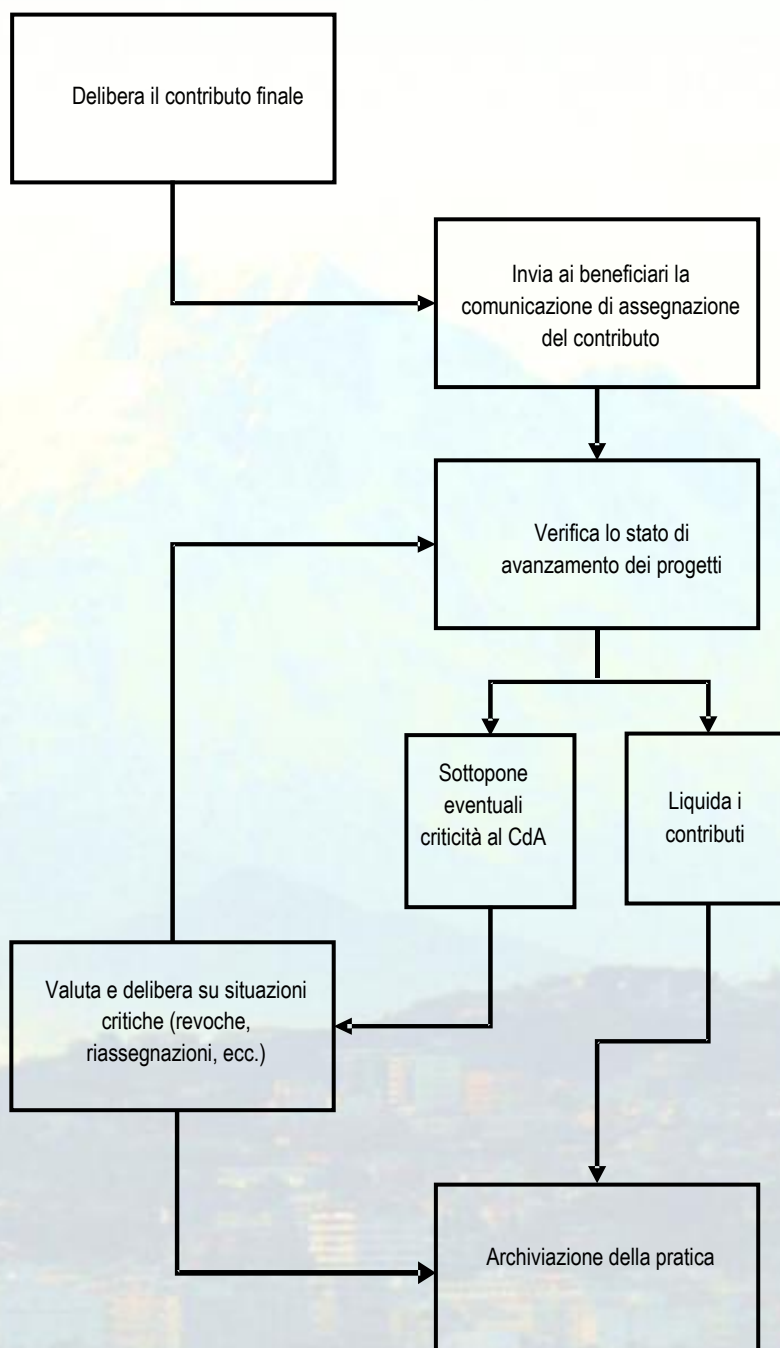 Delibera il contributo finale
Invia ai beneficiari la
comunicazione di assegnazione
del contributo
Verifica lo stato di
avanzamento dei progetti
Sottopone
eventuali
criticità al CdA
Liquida i
contributi
Valuta e delibera su situazioni
critiche (revoche,
riassegnazioni, ecc.)
Archiviazione della pratica